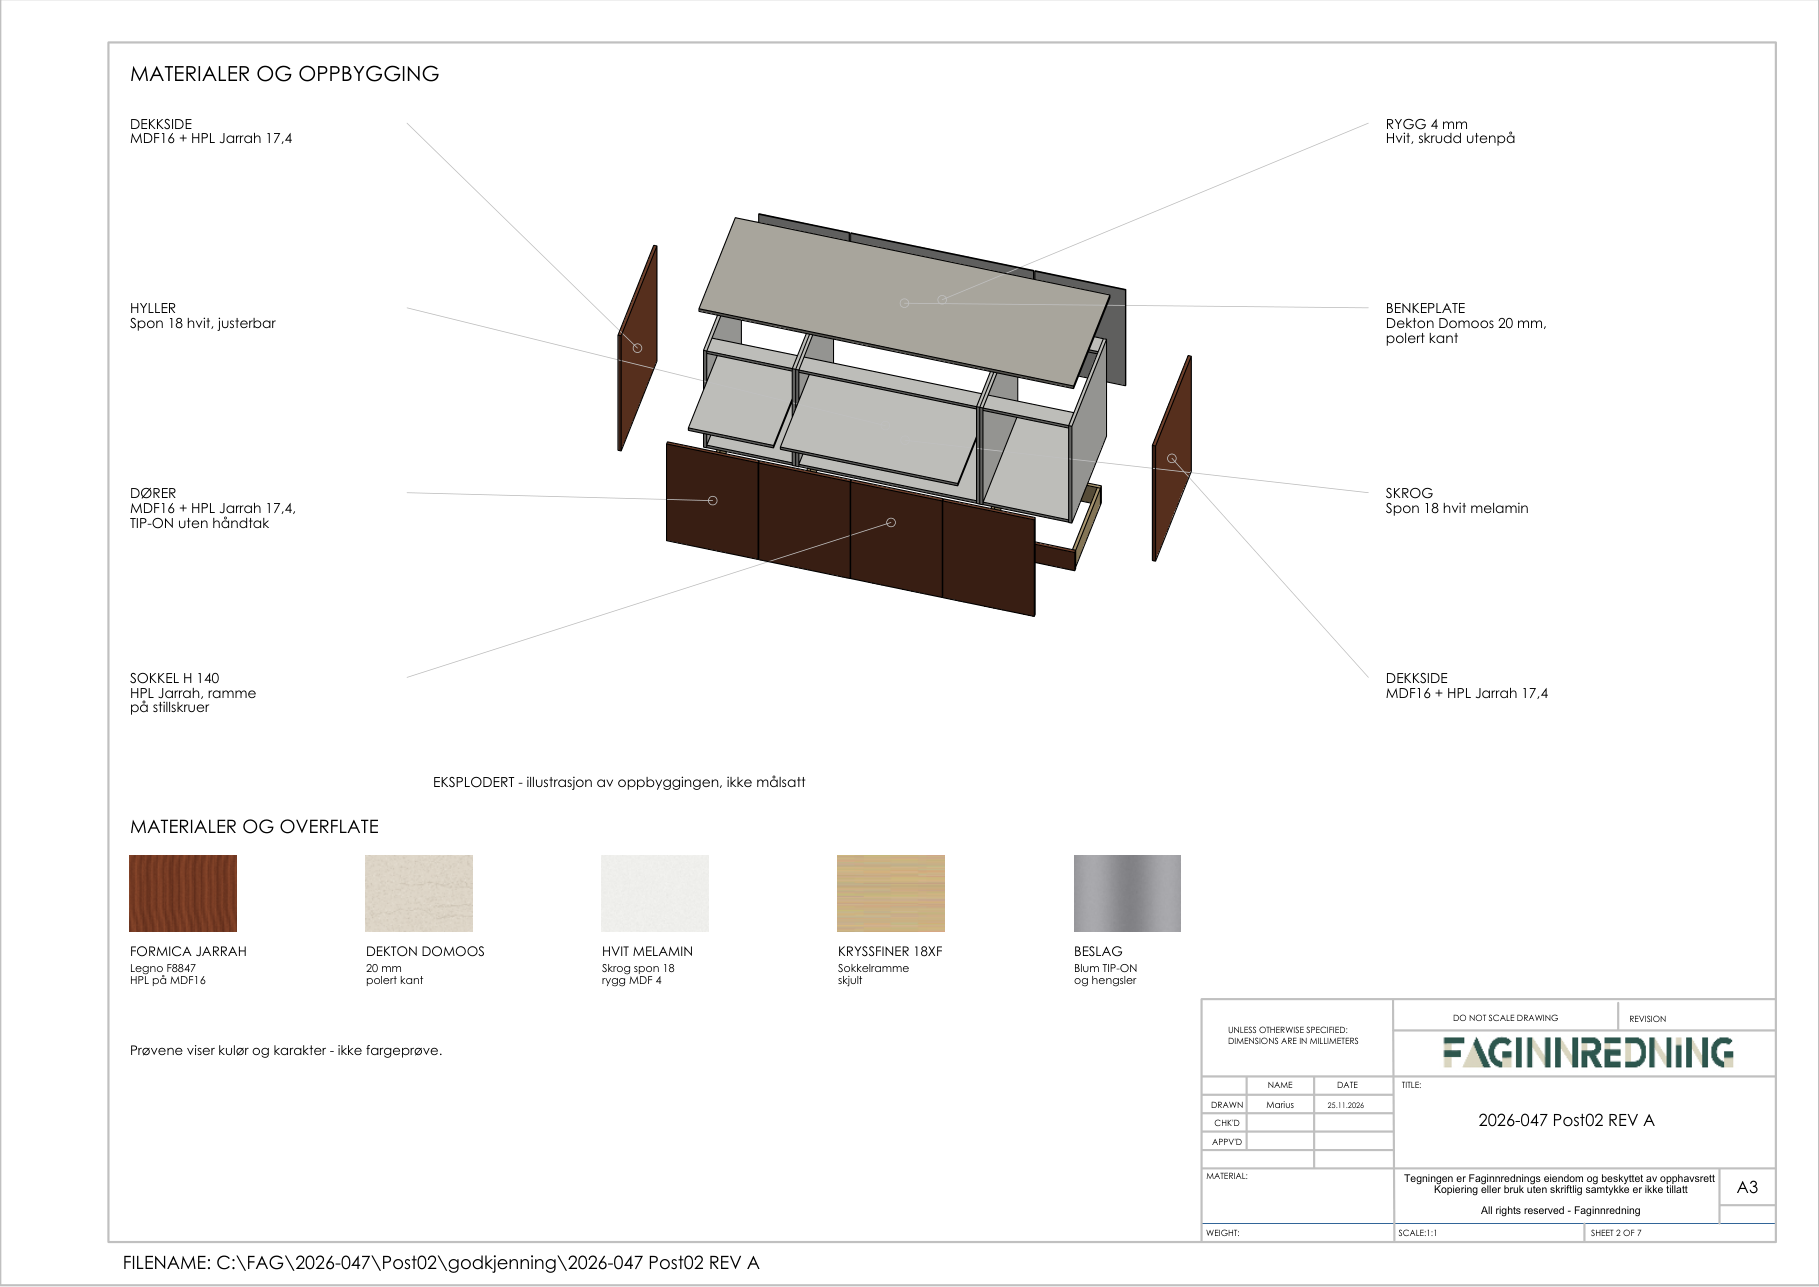 MATERIALER OG OPPBYGGING
DEKKSIDE
MDF16 + HPL Jarrah 17,4
RYGG 4 mm
Hvit, skrudd utenpå
HYLLER
Spon 18 hvit, justerbar
BENKEPLATE
Dekton Domoos 20 mm,
polert kant
DØRER
MDF16 + HPL Jarrah 17,4,
TIP-ON uten håndtak
SKROG
Spon 18 hvit melamin
SOKKEL H 140
HPL Jarrah, ramme
på stillskruer
DEKKSIDE
MDF16 + HPL Jarrah 17,4
EKSPLODERT - illustrasjon av oppbyggingen, ikke målsatt
MATERIALER OG OVERFLATE
FORMICA JARRAH
Legno F8847
HPL på MDF16
DEKTON DOMOOS
20 mm
polert kant
HVIT MELAMIN
Skrog spon 18
rygg MDF 4
KRYSSFINER 18XF
Sokkelramme
skjult
BESLAG
Blum TIP-ON
og hengsler
Prøvene viser kulør og karakter - ikke fargeprøve.
UNLESS OTHERWISE SPECIFIED:
DIMENSIONS ARE IN MILLIMETERS
DO NOT SCALE DRAWING
REVISION
FAGINNREDNING
NAME
DATE
DRAWN
Marius
25.11.2026
CHK'D
APPV'D
TITLE:
2026-047 Post02 REV A
MATERIAL:
Tegningen er Faginnrednings eiendom og beskyttet av opphavsrett
Kopiering eller bruk uten skriftlig samtykke er ikke tillatt
All rights reserved - Faginnredning
A3
WEIGHT:
SCALE:1:1
SHEET 2 OF 7
FILENAME: C:\FAG\2026-047\Post02\godkjenning\2026-047 Post02 REV A